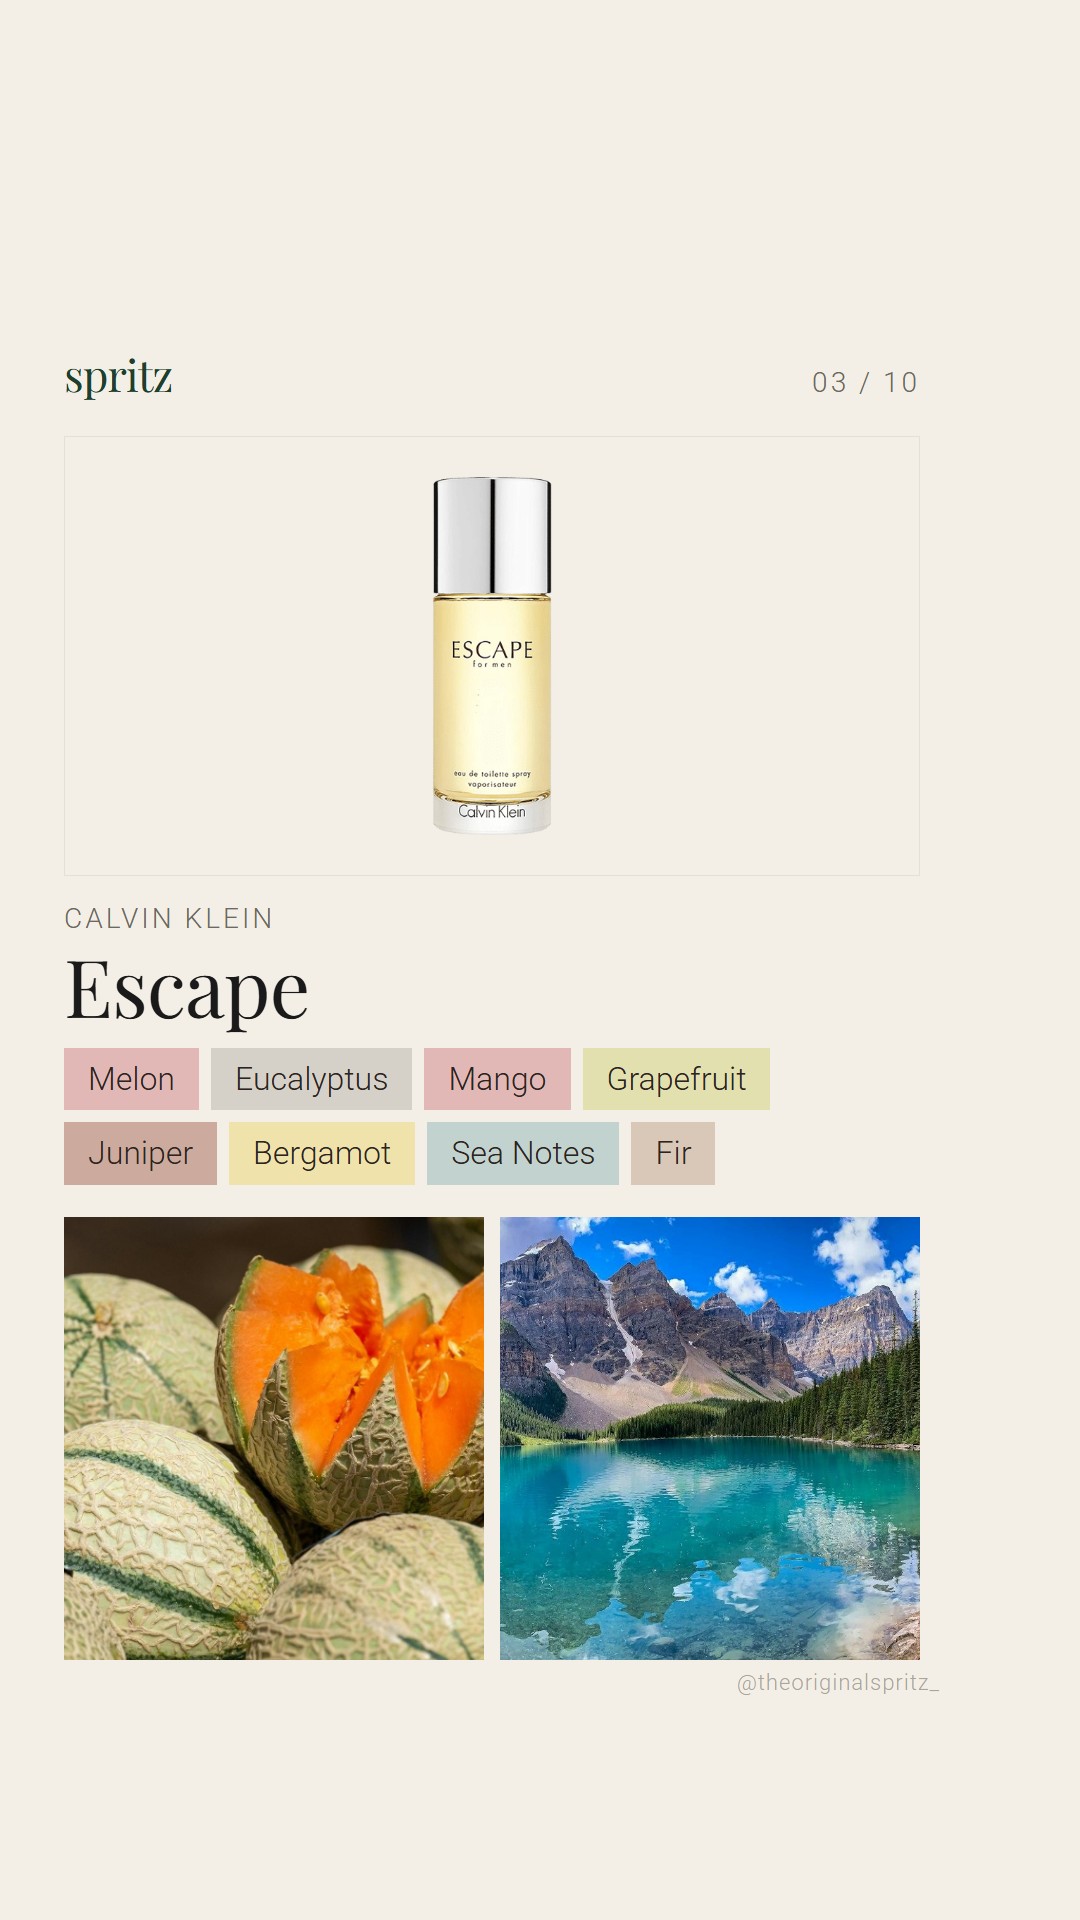 spritz
03 / 10
ESCAPE
for men
eau de toilette spray
vaporisateur
Calvin Klein
CALVIN KLEIN
Escape
Melon Eucalyptus Mango Grapefruit
Juniper Bergamot Sea Notes Fir
@theoriginalspritz_